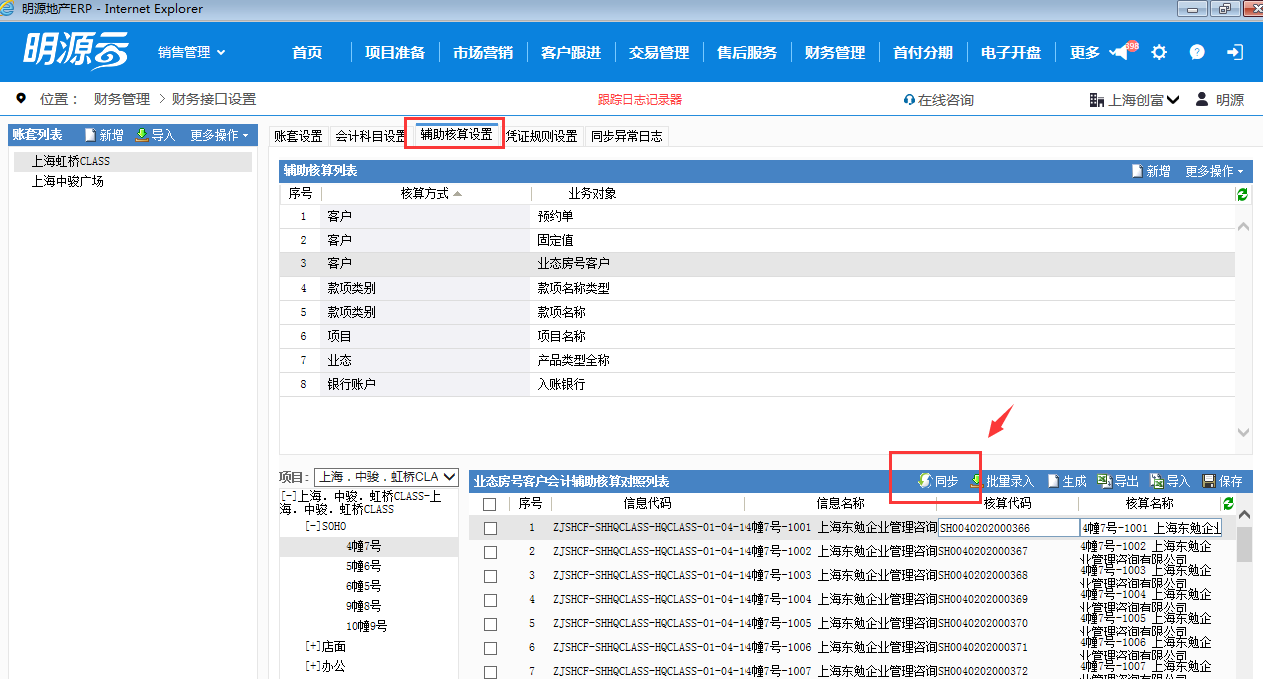 明源地产ERP - Internet Explorer
明源云 销售管理 首页 项目准备 市场营销 客户跟进 交易管理 售后服务 财务管理 首付分期 电子开盘 更多 398
位置： 财务管理 > 财务接口设置 跟踪日志记录器 在线咨询 上海创富 明源
账套列表 新增 导入 更多操作
上海虹桥CLASS
上海中骏广场
账套设置 会计科目设置 辅助核算设置 凭证规则设置 同步异常日志
辅助核算列表 新增 更多操作
序号 核算方式 业务对象
1 客户 预约单
2 客户 固定值
3 客户 业态房号客户
4 款项类别 款项名称类型
5 款项类别 款项名称
6 项目 项目名称
7 业态 产品类型全称
8 银行账户 入账银行
项目: 上海．中骏．虹桥CLA
[-]上海．中骏．虹桥CLASS-上
海．中骏．虹桥CLASS
[-]SOHO
4幢7号
5幢6号
6幢5号
9幢8号
10幢9号
[+]店面
[+]办公
业态房号客户会计辅助核算对照列表 同步 批量录入 生成 导出 导入 保存
序号 信息代码 信息名称 核算代码 核算名称
1 ZJSHCF-SHHQCLASS-HQCLASS-01-04-14幢7号-1001 上海东勉企业管理咨询 SH0040202000366 4幢7号-1001 上海东勉企业
2 ZJSHCF-SHHQCLASS-HQCLASS-01-04-14幢7号-1002 上海东勉企业管理咨询 SH0040202000367 4幢7号-1002 上海东勉企
业管理咨询有限公司
3 ZJSHCF-SHHQCLASS-HQCLASS-01-04-14幢7号-1003 上海东勉企业管理咨询 SH0040202000368 4幢7号-1003 上海东勉企
业管理咨询有限公司
4 ZJSHCF-SHHQCLASS-HQCLASS-01-04-14幢7号-1004 上海东勉企业管理咨询 SH0040202000369 4幢7号-1004 上海东勉企
业管理咨询有限公司
5 ZJSHCF-SHHQCLASS-HQCLASS-01-04-14幢7号-1005 上海东勉企业管理咨询 SH0040202000370 4幢7号-1005 上海东勉企
业管理咨询有限公司
6 ZJSHCF-SHHQCLASS-HQCLASS-01-04-14幢7号-1006 上海东勉企业管理咨询 SH0040202000371 4幢7号-1006 上海东勉企
业管理咨询有限公司
7 ZJSHCF-SHHQCLASS-HQCLASS-01-04-14幢7号-1007 上海东勉企业管理咨询 SH0040202000372 4幢7号-1007 上海东勉企